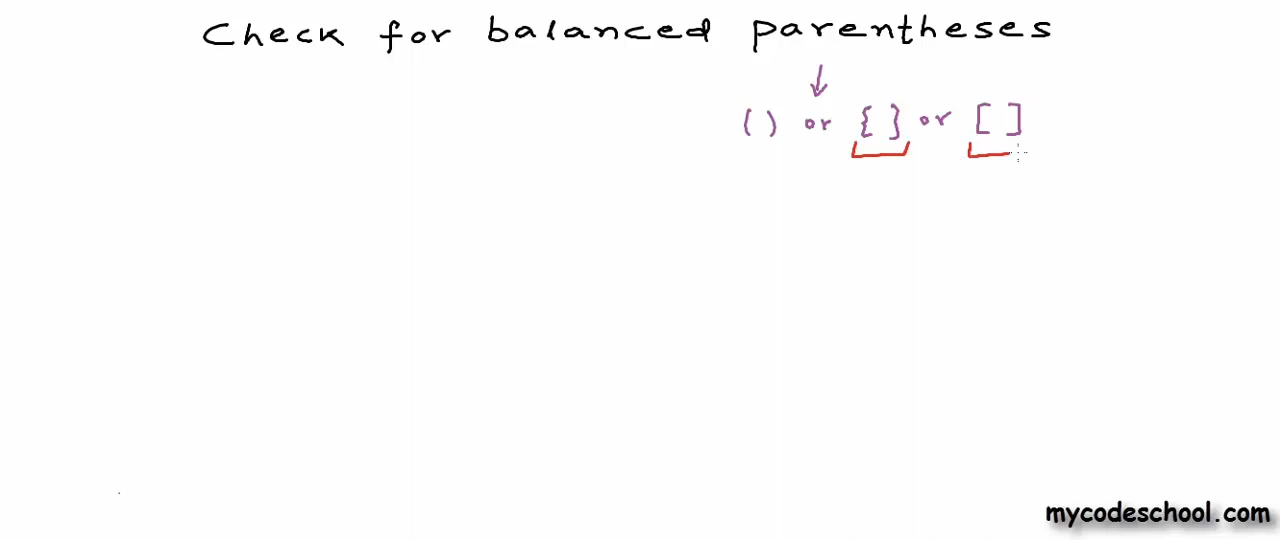 Check for balanced parentheses
() or {} or []
mycodeschool.com